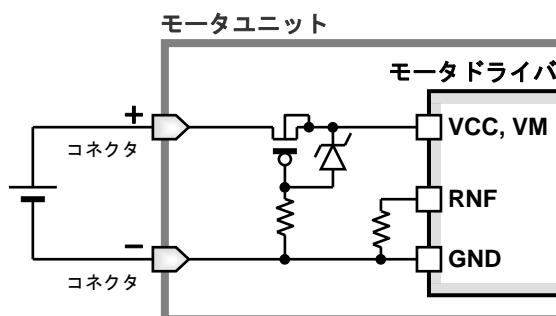 モータユニット
モータドライバ
+
コネクタ
VCC, VM
RNF
−
コネクタ
GND